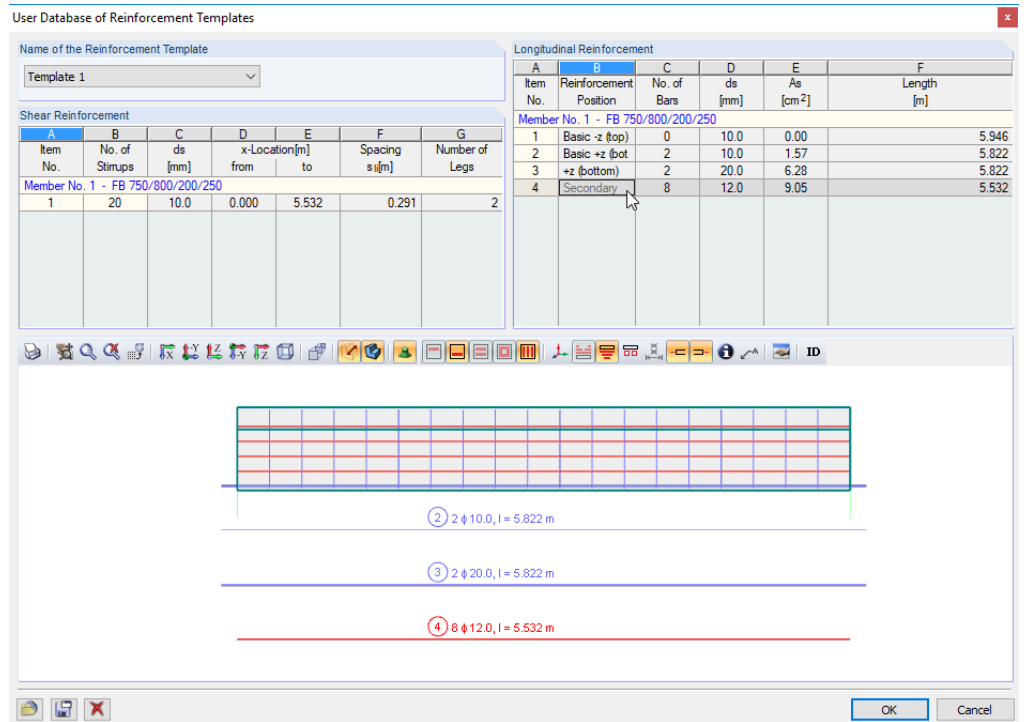 User Database of Reinforcement Templates
x
Name of the Reinforcement Template
Template 1
Shear Reinforcement
A B C D E F G
Item No. of ds x-Location[m] Spacing Number of
No. Stirrups [mm] from to s li[m] Legs
Member No. 1 - FB 750/800/200/250
1 20 10.0 0.000 5.532 0.291 2
Longitudinal Reinforcement
A B C D E F
Item Reinforcement No. of ds As Length
No. Position Bars [mm] [cm2] [m]
Member No. 1 - FB 750/800/200/250
1 Basic -z (top) 0 10.0 0.00 5.946
2 Basic +z (bot 2 10.0 1.57 5.822
3 +z (bottom) 2 20.0 6.28 5.822
4 Secondary 8 12.0 9.05 5.532
ID
2 2 ϕ 10.0, l = 5.822 m
3 2 ϕ 20.0, l = 5.822 m
4 8 ϕ 12.0, l = 5.532 m
OK Cancel